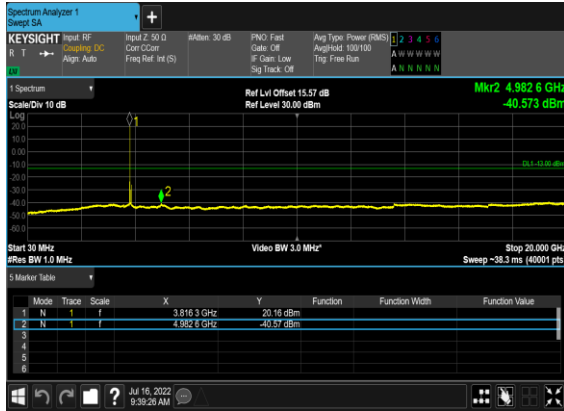 Spectrum Analyzer 1
Swept SA
+
KEYSIGHT Input: RF Input Z: 50 Ω #Atten: 30 dB PNO: Fast Avg Type: Power (RMS) 1 2 3 4 5 6
R T Coupling: DC Corr CCorr Gate: Off Avg|Hold: 100/100 A W W W W W
Align: Auto Freq Ref: Int (S) IF Gain: Low Trig: Free Run
LU Sig Track: Off A N N N N N
1 Spectrum Ref Lvl Offset 15.57 dB Mkr2 4.982 6 GHz
Scale/Div 10 dB Ref Level 30.00 dBm -40.573 dBm
Log
1
20.0
10.0
0.00
-10.0 DL1 -13.00 dBm
-20.0
-30.0 2
-40.0
-50.0
-60.0
Start 30 MHz Video BW 3.0 MHz* Stop 20.000 GHz
#Res BW 1.0 MHz Sweep ~38.3 ms (40001 pts)
5 Marker Table
Mode Trace Scale X Y Function Function Width Function Value
1 N 1 f 3.816 3 GHz 20.16 dBm
2 N 1 f 4.982 6 GHz -40.57 dBm
3
4
5
6
? Jul 16, 2022
9:39:26 AM